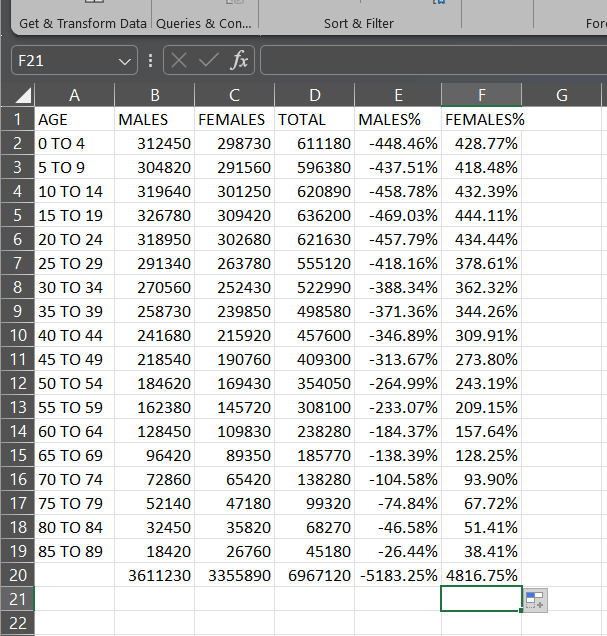 Get & Transform Data Queries & Con... Sort & Filter For
F21 fx
A B C D E F G
1 AGE MALES FEMALES TOTAL MALES% FEMALES%
2 0 TO 4 312450 298730 611180 -448.46% 428.77%
3 5 TO 9 304820 291560 596380 -437.51% 418.48%
4 10 TO 14 319640 301250 620890 -458.78% 432.39%
5 15 TO 19 326780 309420 636200 -469.03% 444.11%
6 20 TO 24 318950 302680 621630 -457.79% 434.44%
7 25 TO 29 291340 263780 555120 -418.16% 378.61%
8 30 TO 34 270560 252430 522990 -388.34% 362.32%
9 35 TO 39 258730 239850 498580 -371.36% 344.26%
10 40 TO 44 241680 215920 457600 -346.89% 309.91%
11 45 TO 49 218540 190760 409300 -313.67% 273.80%
12 50 TO 54 184620 169430 354050 -264.99% 243.19%
13 55 TO 59 162380 145720 308100 -233.07% 209.15%
14 60 TO 64 128450 109830 238280 -184.37% 157.64%
15 65 TO 69 96420 89350 185770 -138.39% 128.25%
16 70 TO 74 72860 65420 138280 -104.58% 93.90%
17 75 TO 79 52140 47180 99320 -74.84% 67.72%
18 80 TO 84 32450 35820 68270 -46.58% 51.41%
19 85 TO 89 18420 26760 45180 -26.44% 38.41%
20 3611230 3355890 6967120 -5183.25% 4816.75%
21
22